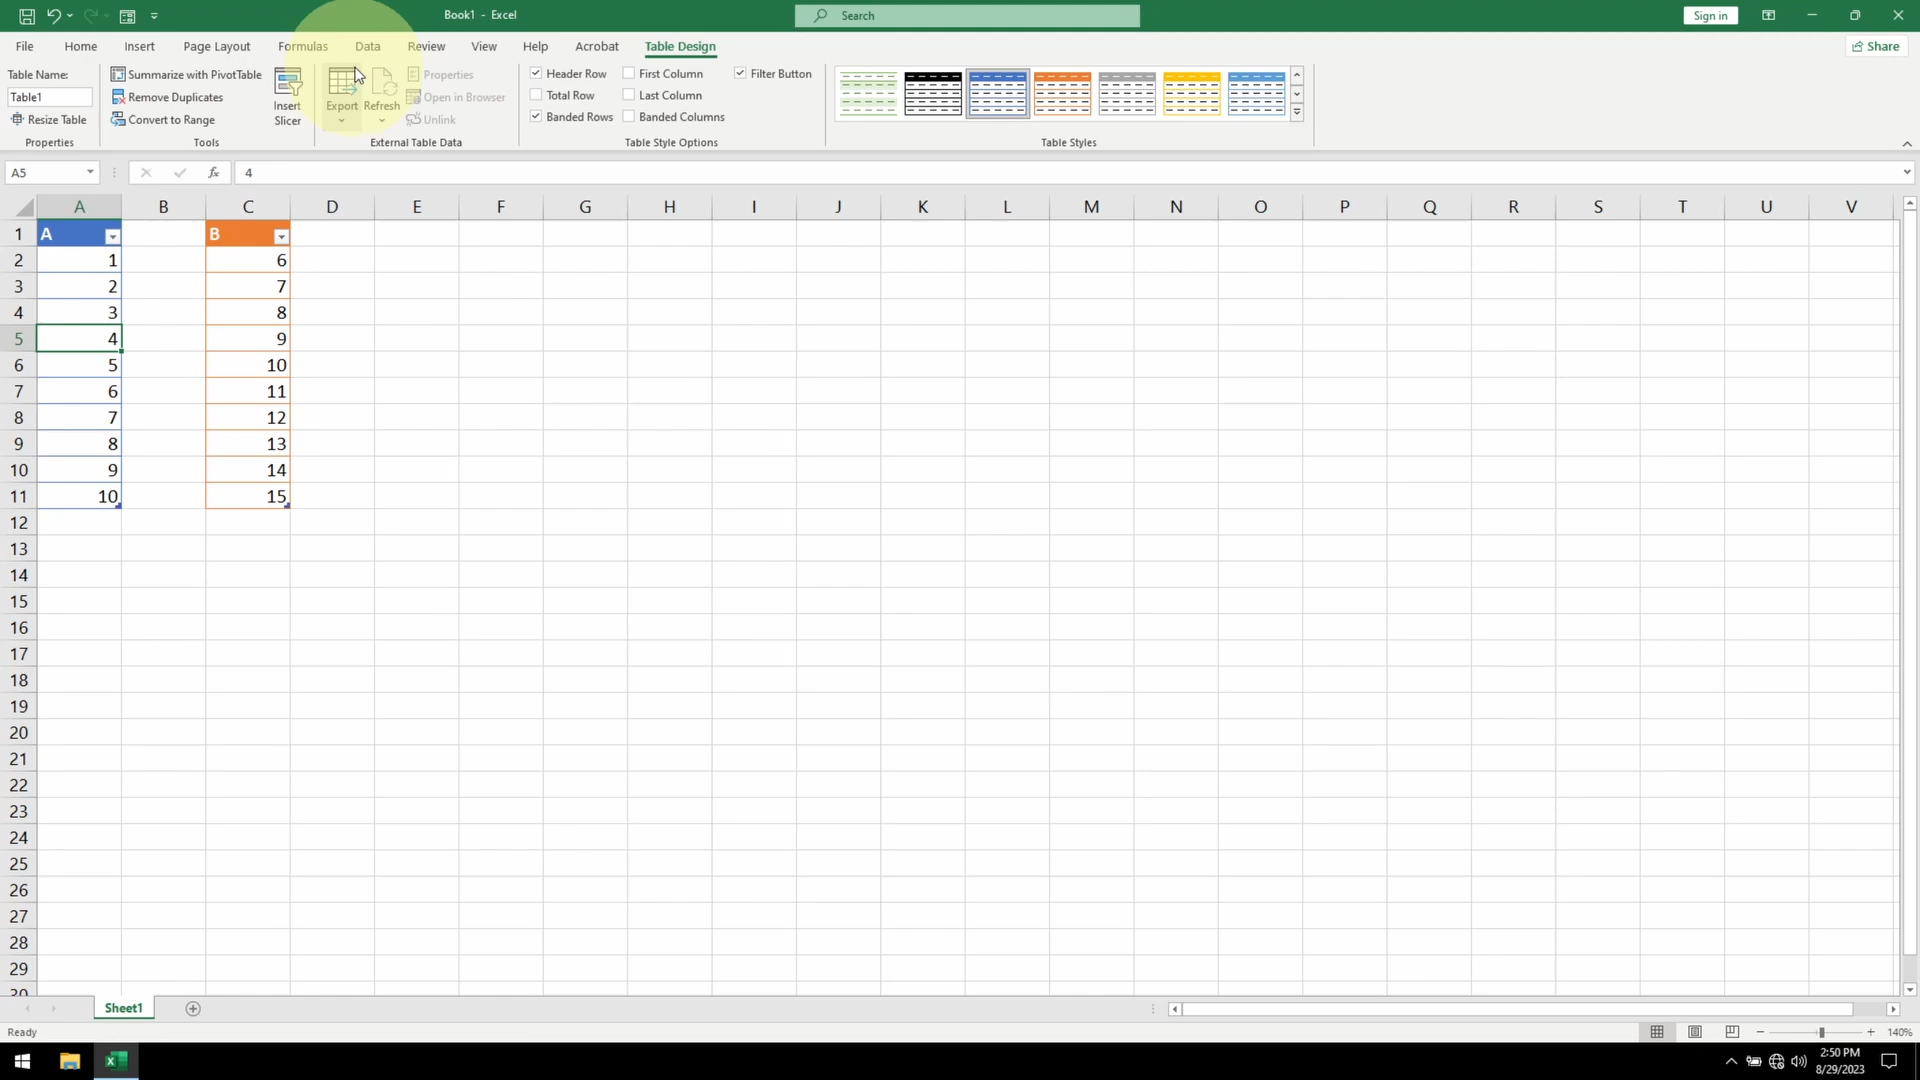 Book1 - Excel
Search
Sign in
File Home Insert Page Layout Formulas Data Review View Help Acrobat Table Design
Share
Table Name:
Table1
Resize Table
Properties
Summarize with PivotTable
Remove Duplicates
Convert to Range
Insert
Slicer
Tools
Export
Refresh
Properties
Open in Browser
Unlink
External Table Data
Header Row
Total Row
Banded Rows
First Column
Last Column
Banded Columns
Filter Button
Table Style Options
Table Styles
A5 fx 4
A B C D E F G H I J K L M N O P Q R S T U V
1 A B
2 1 6
3 2 7
4 3 8
5 4 9
6 5 10
7 6 11
8 7 12
9 8 13
10 9 14
11 10 15
12
13
14
15
16
17
18
19
20
21
22
23
24
25
26
27
28
29
30
Sheet1
Ready
140%
2:50 PM
8/29/2023